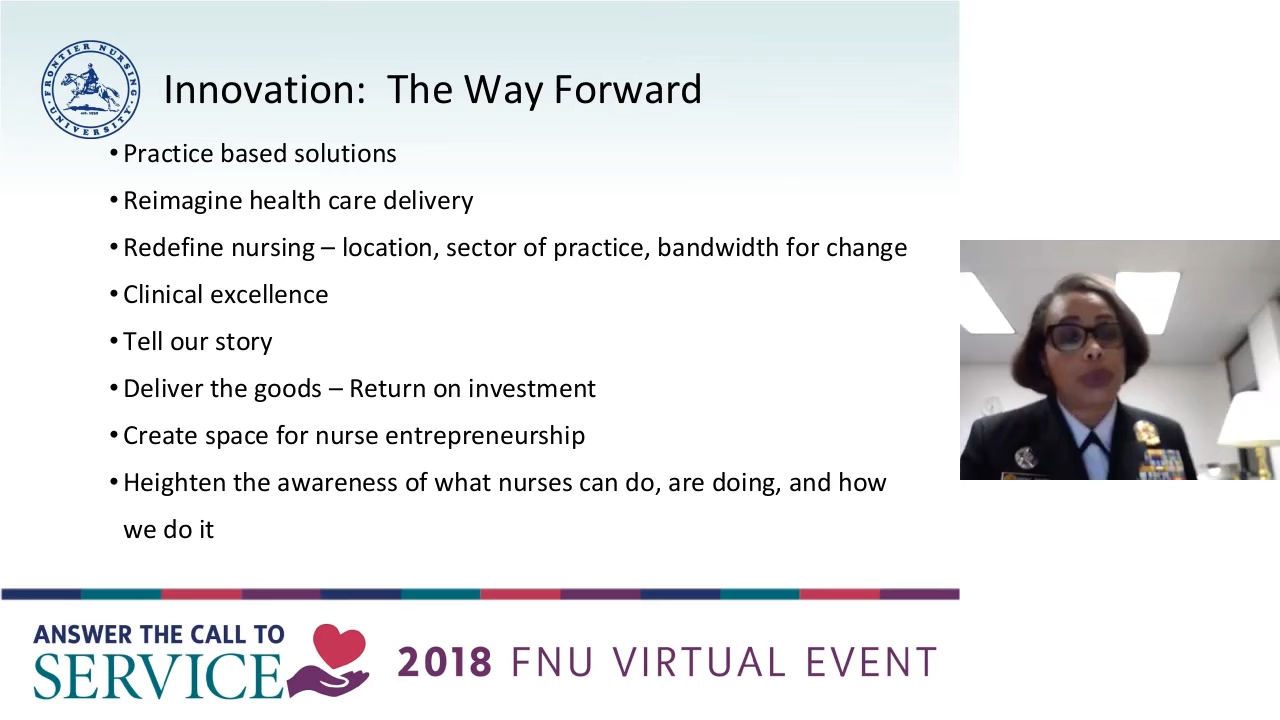 FRONTIER NURSING
UNIVERSITY
Innovation:  The Way Forward
• Practice based solutions
• Reimagine health care delivery
• Redefine nursing – location, sector of practice, bandwidth for change
• Clinical excellence
• Tell our story
• Deliver the goods – Return on investment
• Create space for nurse entrepreneurship
• Heighten the awareness of what nurses can do, are doing, and how
we do it
ANSWER THE CALL TO
SERVICE
2018 FNU VIRTUAL EVENT